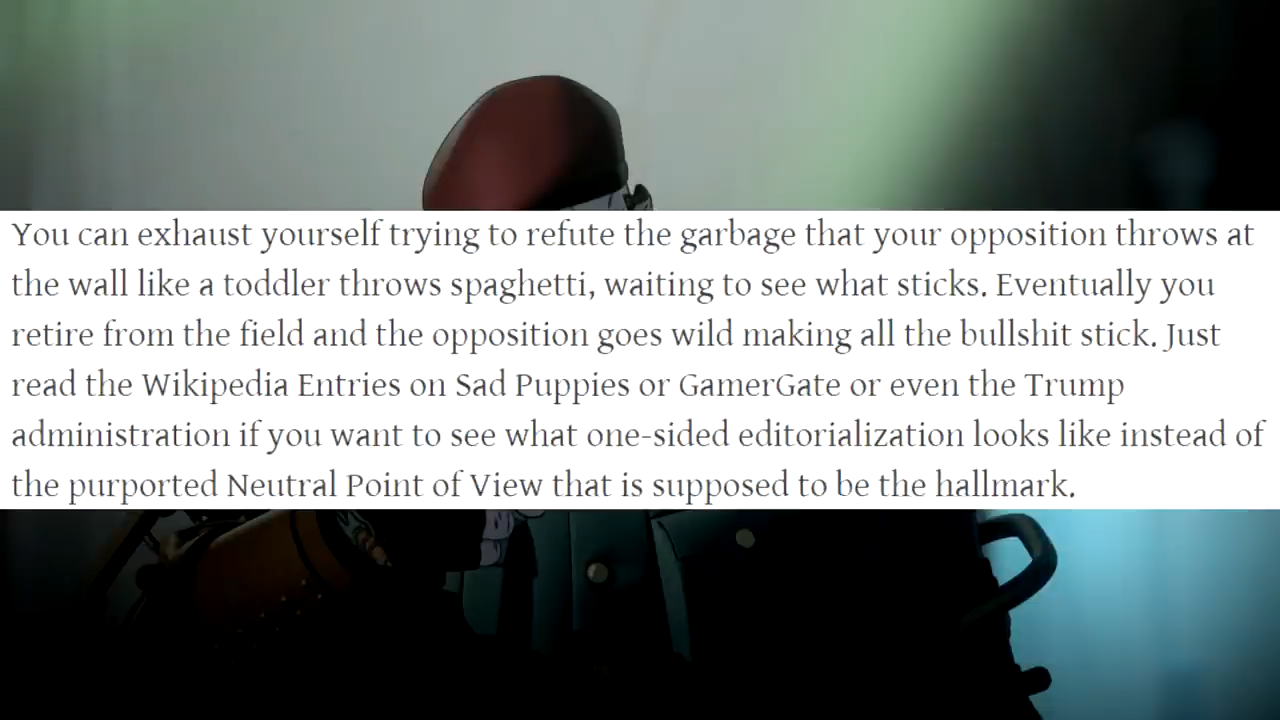 You can exhaust yourself trying to refute the garbage that your opposition throws at
the wall like a toddler throws spaghetti, waiting to see what sticks. Eventually you
retire from the field and the opposition goes wild making all the bullshit stick. Just
read the Wikipedia Entries on Sad Puppies or GamerGate or even the Trump
administration if you want to see what one-sided editorialization looks like instead of
the purported Neutral Point of View that is supposed to be the hallmark.